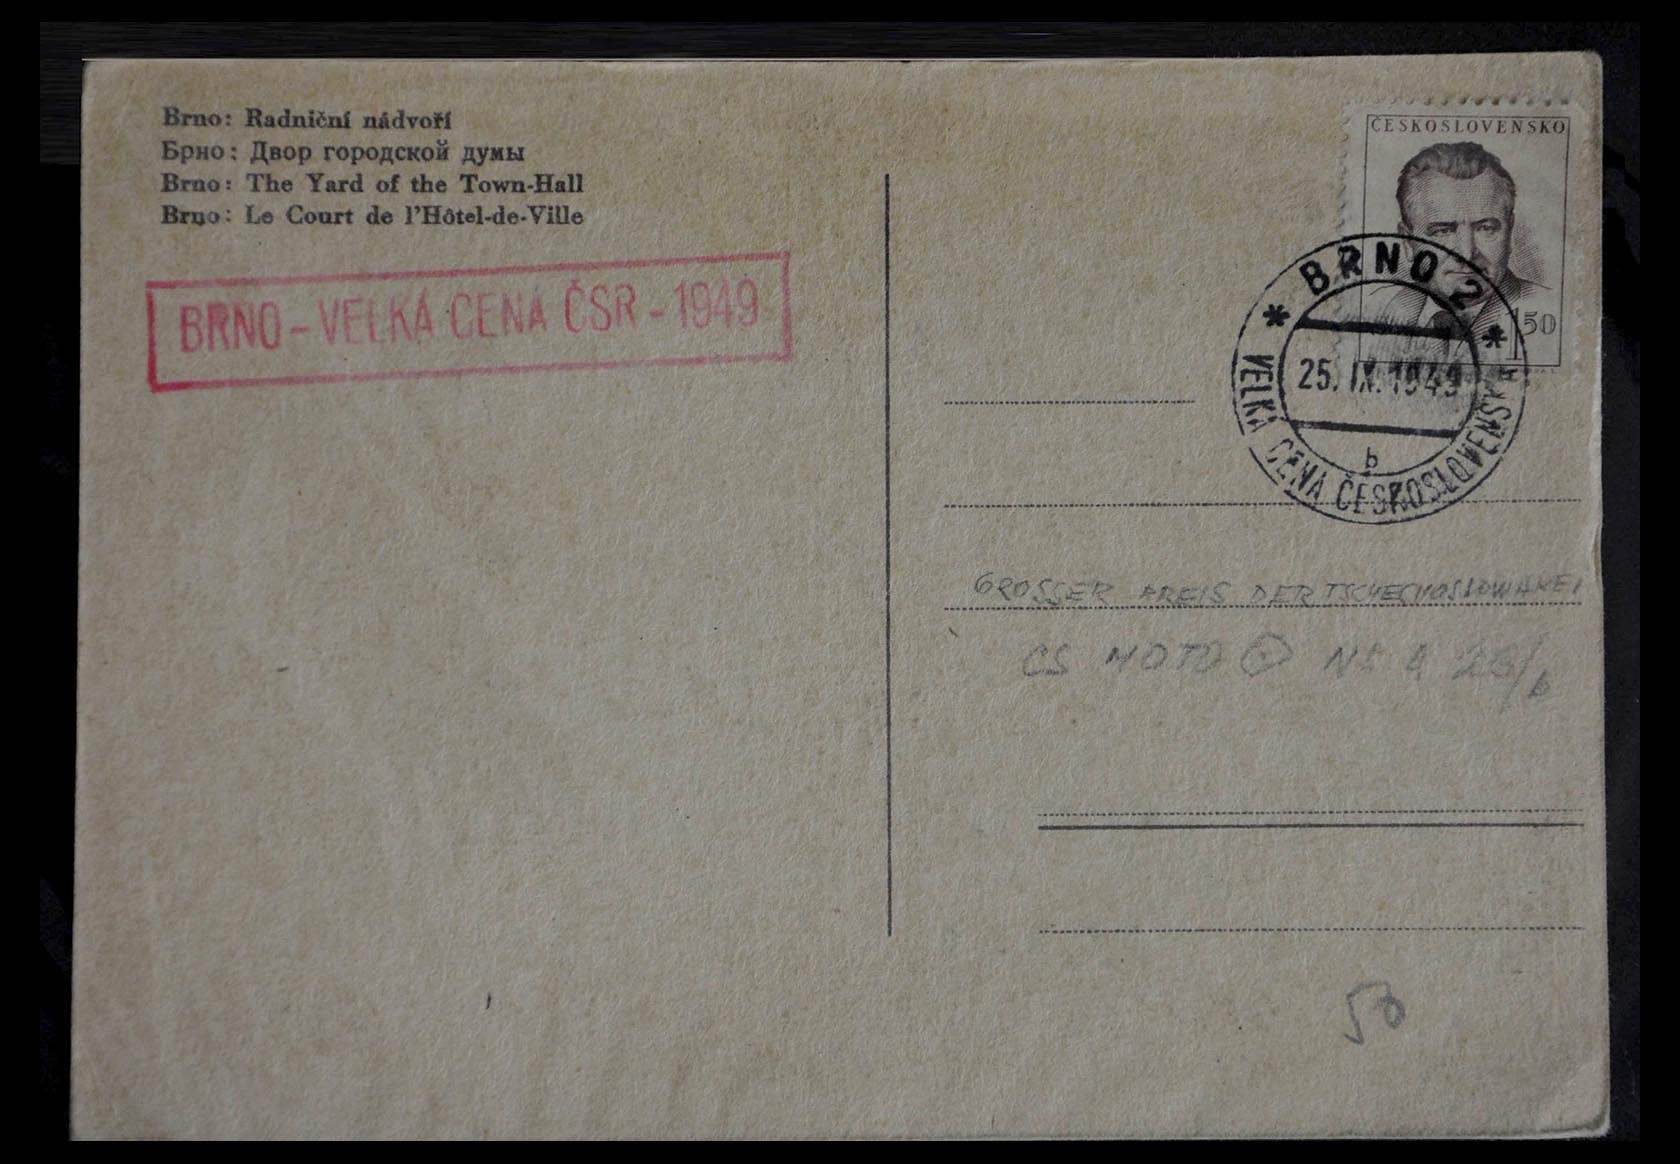 Brno: Radniční nádvoří
Брно: Двор городской думы
Brno: The Yard of the Town-Hall
Brno: Le Court de l'Hôtel-de-Ville
BRNO - VELKÁ CENA ČSR - 1949
ČESKOSLOVENSKO
1,50
BRNO 2
25. IX. 1949
b
VELKÁ CENA ČESKOSLOVENSKA
GROSSER PREIS DER TSCHECHOSLOWAKEI
CS MOTO
26/b
50